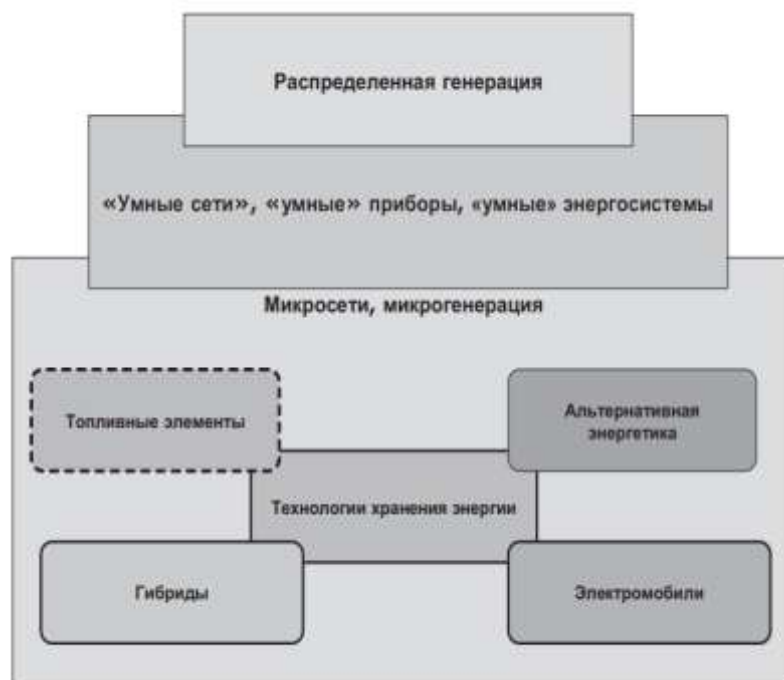 Распределенная генерация
«Умные сети», «умные» приборы, «умные» энергосистемы
Микросети, микрогенерация
Топливные элементы
Альтернативная
энергетика
Технологии хранения энергии
Гибриды
Электромобили